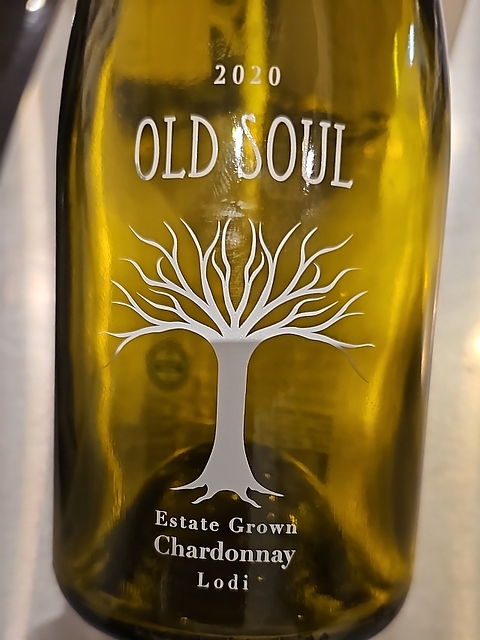 2020
OLD SOUL
Estate Grown
Chardonnay
Lodi